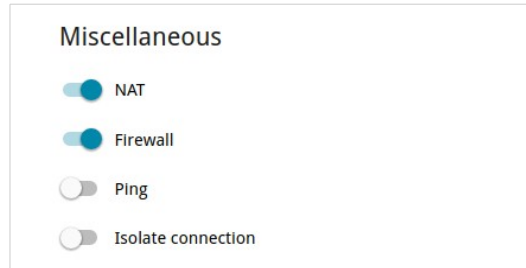 Miscellaneous
NAT
Firewall
Ping
Isolate connection